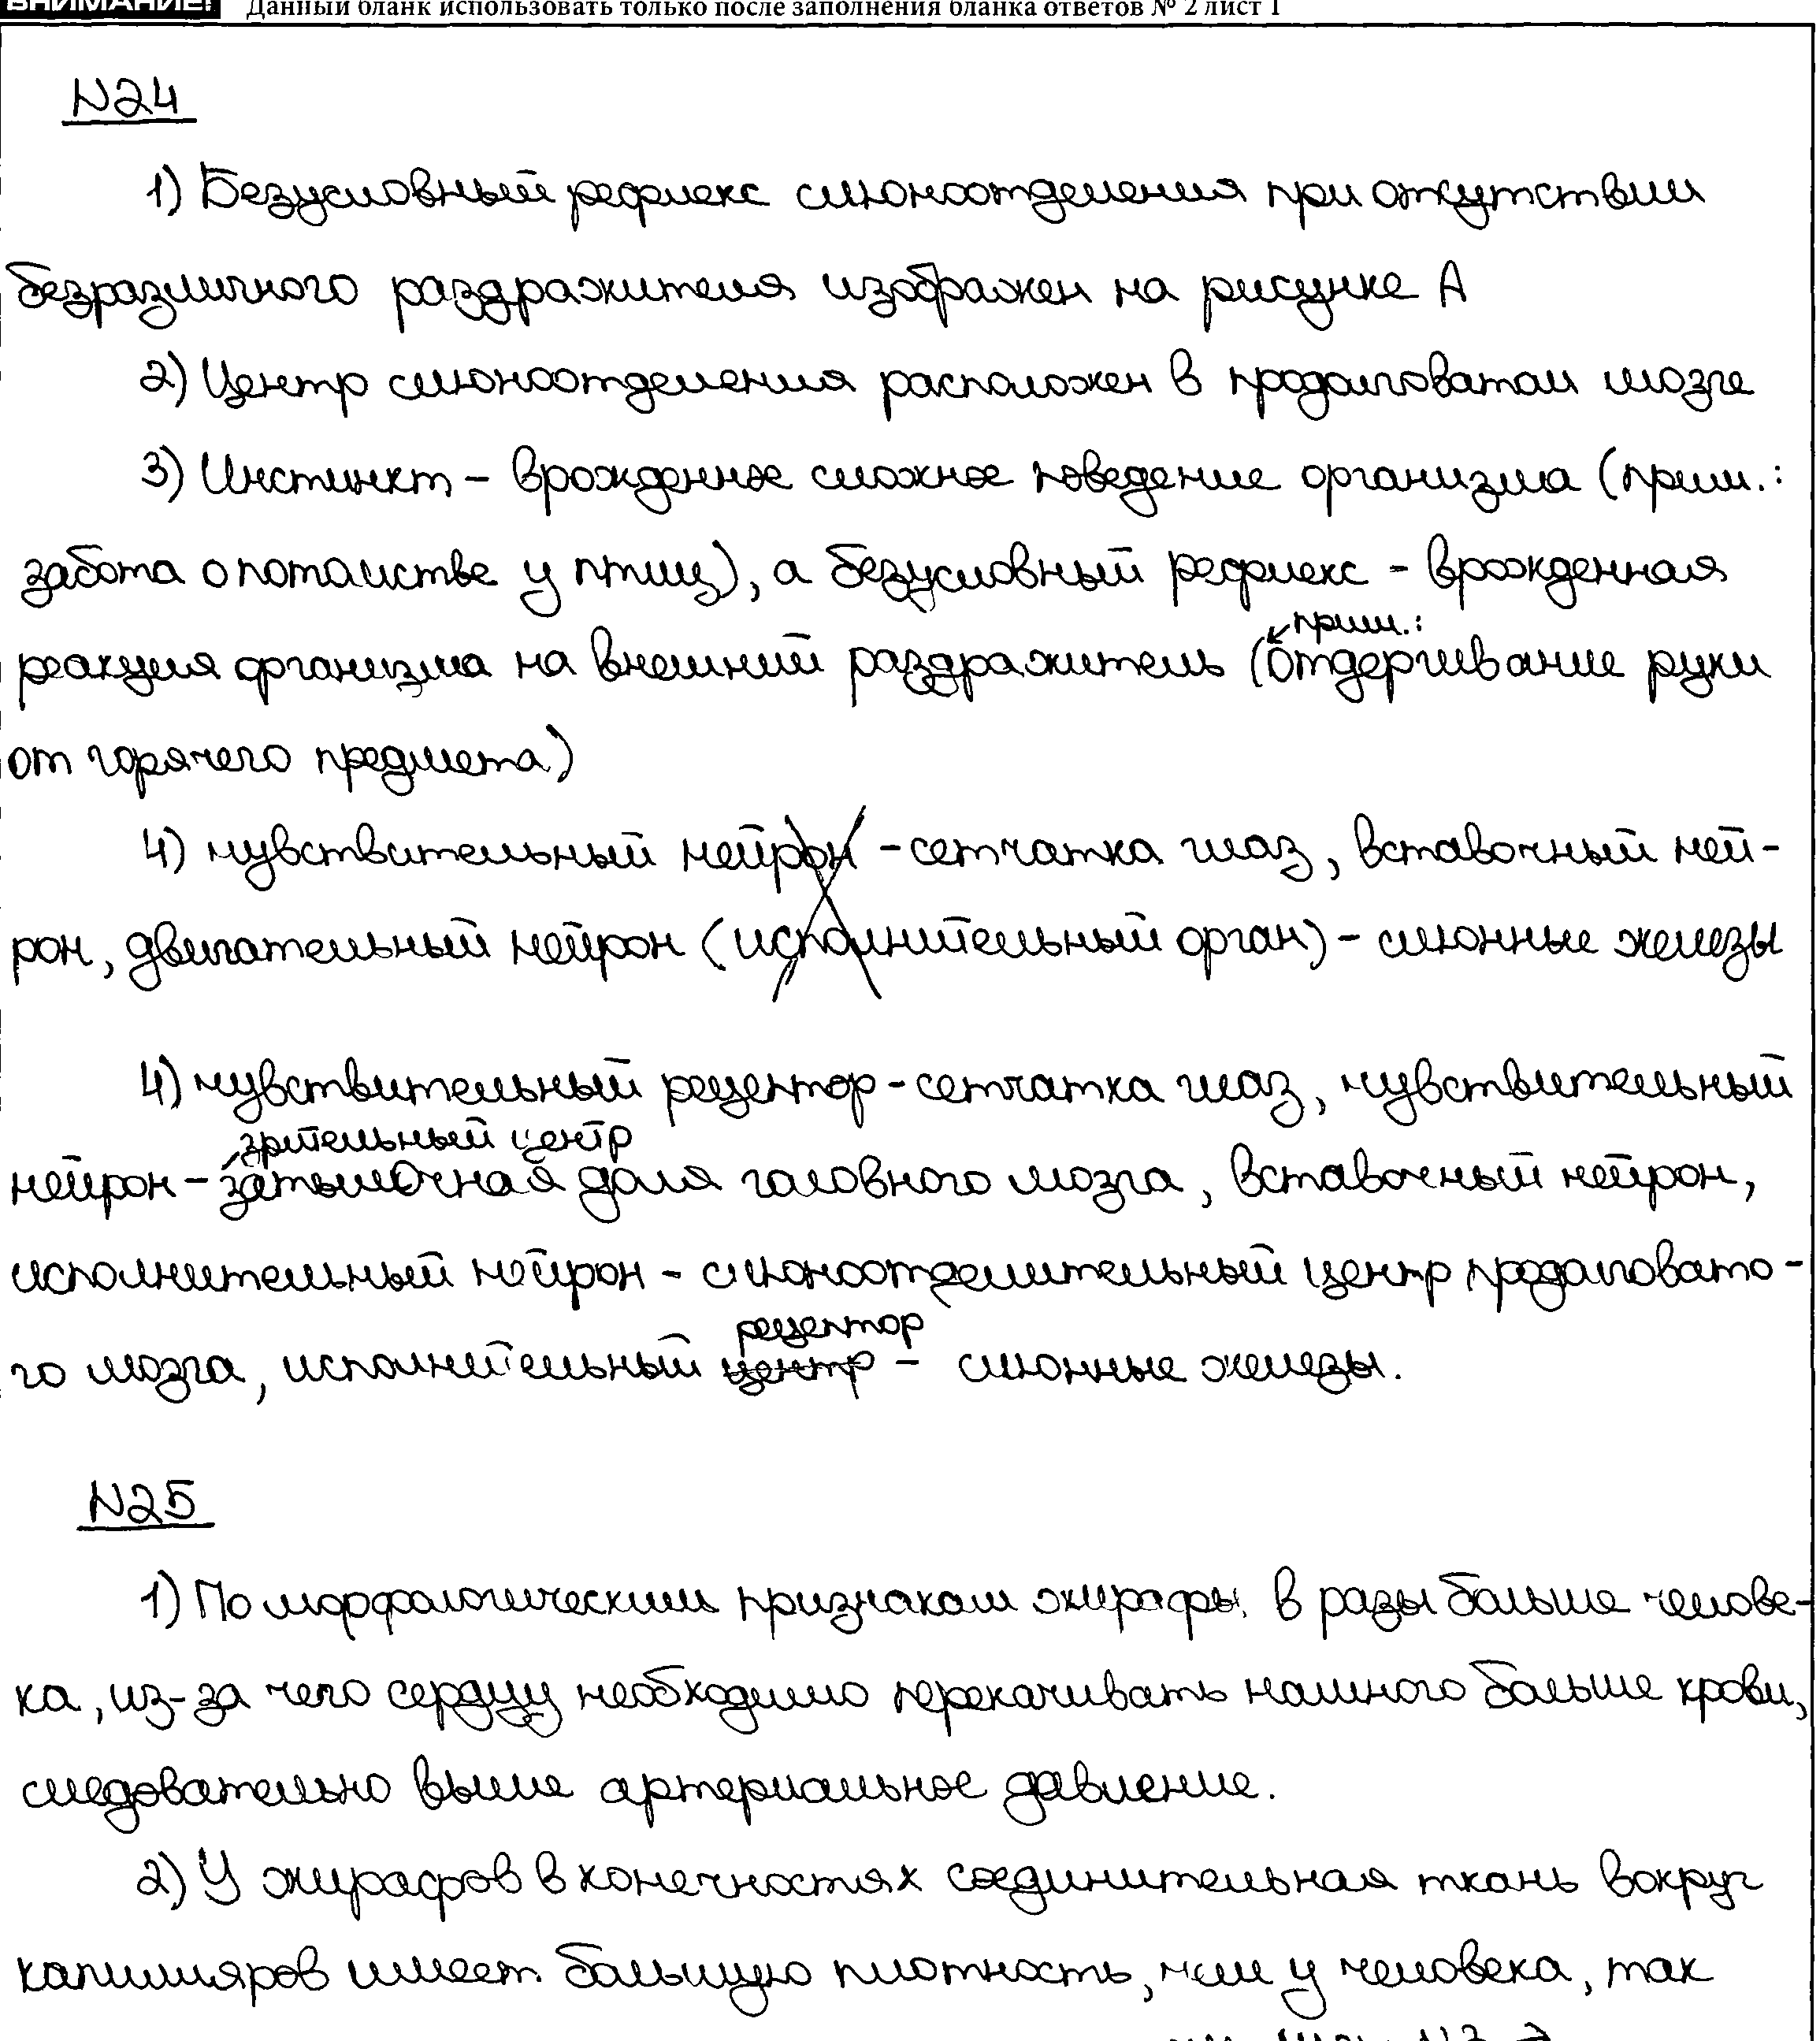 ВНИМАНИЕ! Данный бланк использовать только после заполнения бланка ответов № 2 лист 1
N24
1) Безусловный рефлекс слюноотделения при отсутствии
безразличного раздражителя изображен на рисунке А
2) Центр слюноотделения расположен в продолговатом мозге
3) Инстинкт – врожденное сложное поведение организма (прим.:
забота о потомстве у птиц), а безусловный рефлекс – врожденная
прим.:
реакция организма на внешний раздражитель (отдергивание руки
от горячего предмета)
4) чувствительный нейрон – сетчатка глаз, вставочный ней-
рон, двигательный нейрон (исполнительный орган) – слюнные железы
4) чувствительный рецептор – сетчатка глаз, чувствительный
зрительный центр
нейрон – затылочная доля головного мозга, вставочный нейрон,
исполнительный нейрон – слюноотделительный центр продолговато-
рецептор
го мозга, исполнительный центр – слюнные железы.
N25
1) По морфологическим признакам жирафы в разы больше челове-
ка, из-за чего сердцу необходимо перекачивать намного больше крови,
следовательно выше артериальное давление.
2) У жирафов в конечностях соединительная ткань вокруг
капилляров имеет большую плотность, чем у человека, так